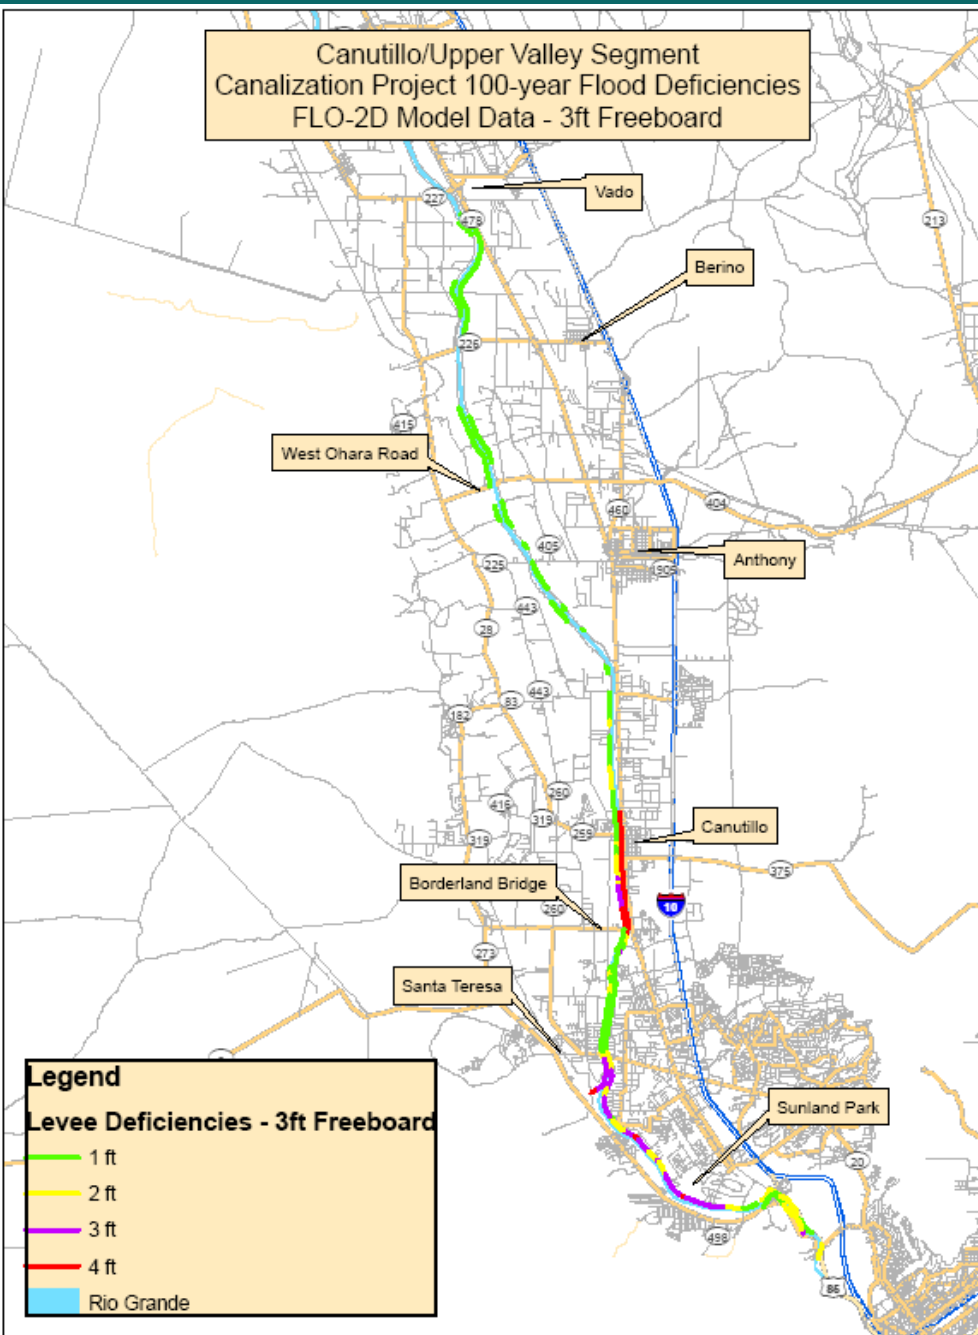 Canutillo/Upper Valley Segment
Canalization Project 100-year Flood Deficiencies
FLO-2D Model Data - 3ft Freeboard
Vado
227
478
213
Berino
226
415
West Ohara Road
404
460
405
Anthony
225
1905
443
28
443
83
182
260
416
319
259
Canutillo
319
375
Borderland Bridge
260
10
273
Santa Teresa
Legend
Levee Deficiencies - 3ft Freeboard
1 ft
2 ft
3 ft
4 ft
Rio Grande
Sunland Park
20
498
85